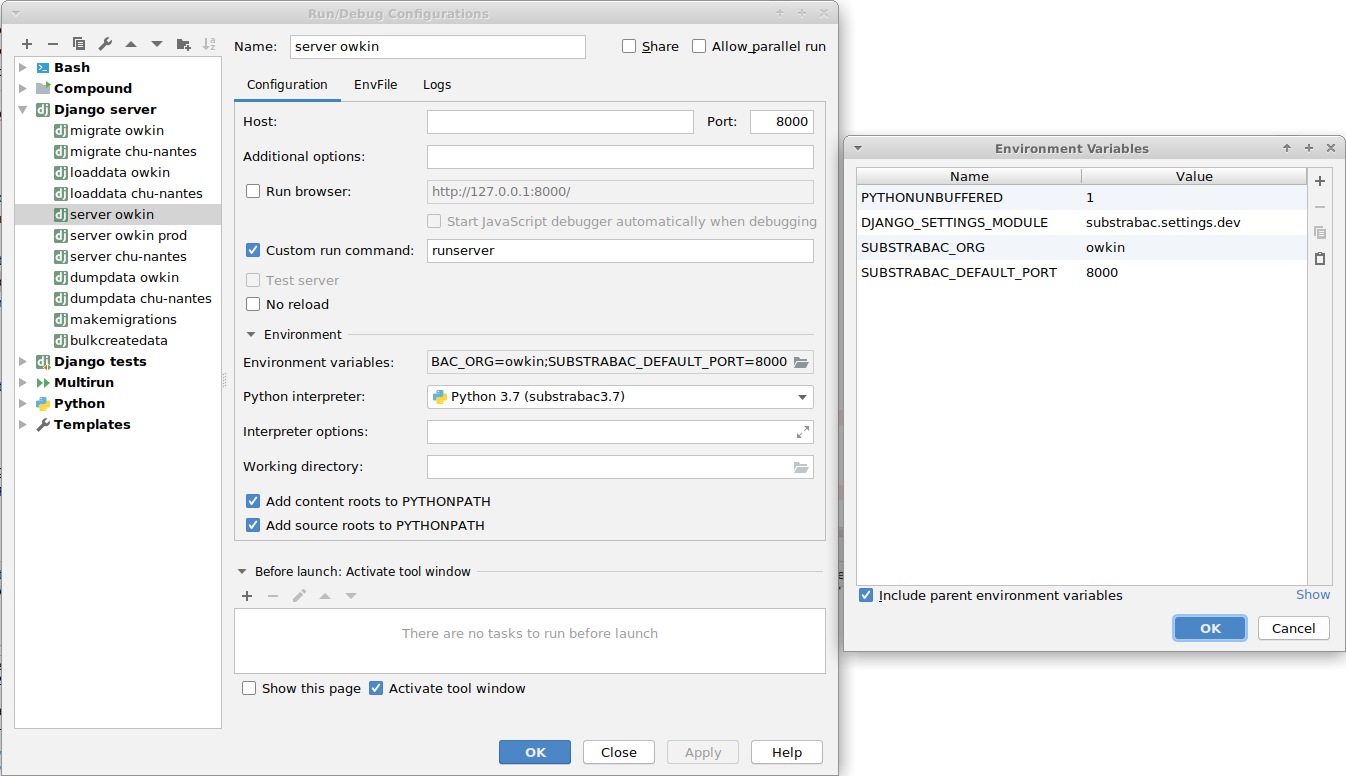 Run/Debug Configurations
Name: server owkin Share Allow parallel run
Bash
Compound
Django server
migrate owkin
migrate chu-nantes
loaddata owkin
loaddata chu-nantes
server owkin
server owkin prod
server chu-nantes
dumpdata owkin
dumpdata chu-nantes
makemigrations
bulkcreatedata
Django tests
Multirun
Python
Templates
Configuration EnvFile Logs
Host: Port: 8000
Additional options:
Run browser: http://127.0.0.1:8000/
Start JavaScript debugger automatically when debugging
Custom run command: runserver
Test server
No reload
Environment
Environment variables: BAC_ORG=owkin;SUBSTRABAC_DEFAULT_PORT=8000
Python interpreter: Python 3.7 (substrabac3.7)
Interpreter options:
Working directory:
Add content roots to PYTHONPATH
Add source roots to PYTHONPATH
Before launch: Activate tool window
There are no tasks to run before launch
Show this page Activate tool window
OK Close Apply Help
Environment Variables
Name Value
PYTHONUNBUFFERED 1
DJANGO_SETTINGS_MODULE substrabac.settings.dev
SUBSTRABAC_ORG owkin
SUBSTRABAC_DEFAULT_PORT 8000
Include parent environment variables Show
OK Cancel